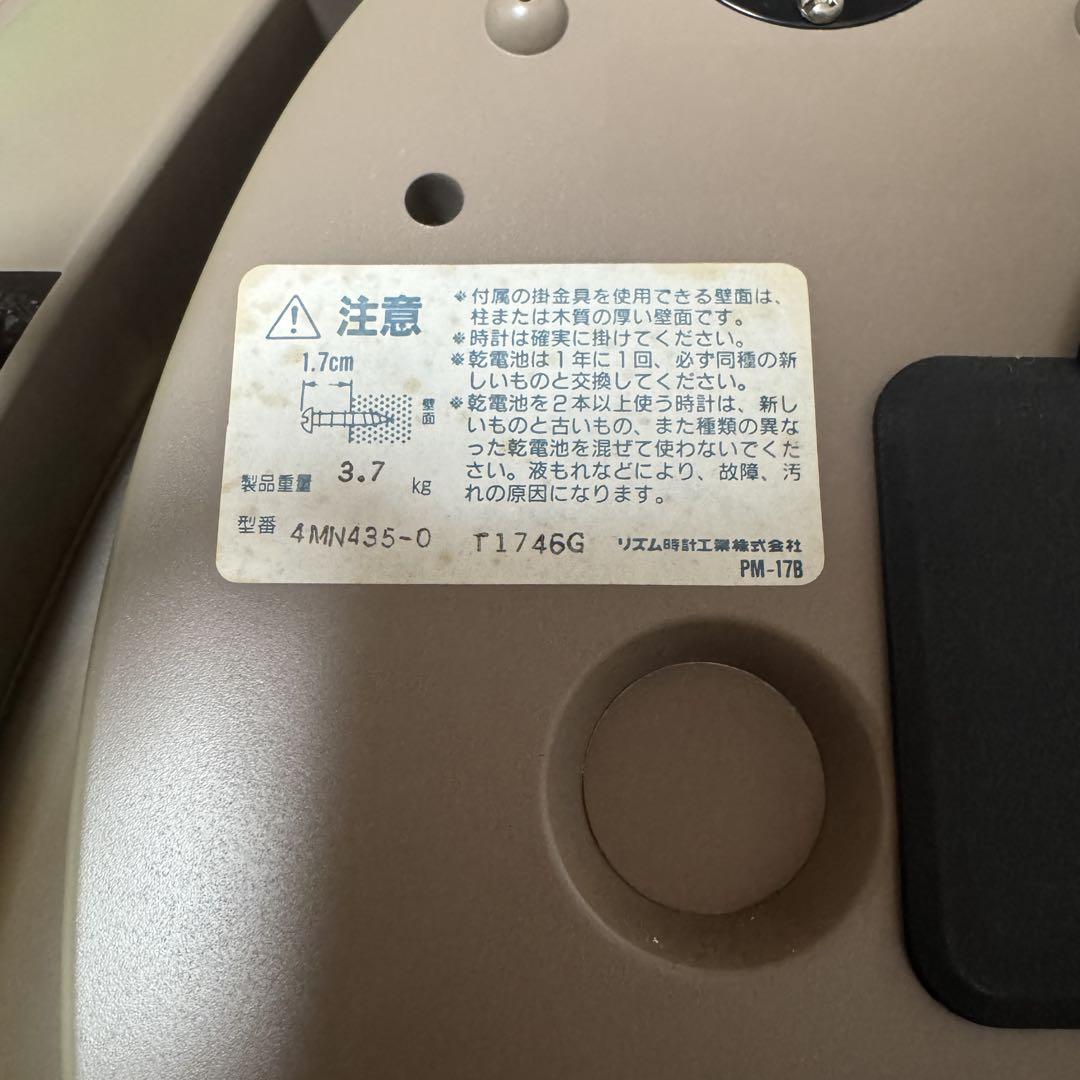 注意
※付属の掛金具を使用できる壁面は、
柱または木質の厚い壁面です。
※時計は確実に掛けてください。
※乾電池は1年に1回、必ず同種の新
しいものと交換してください。
※乾電池を2本以上使う時計は、新し
いものと古いもの、また種類の異な
った乾電池を混ぜて使わないでくだ
さい。液もれなどにより、故障、汚
れの原因になります。
1.7cm
壁面
製品重量 3.7 kg
型番 4MN435-0 T1746G リズム時計工業株式会社
PM-17B